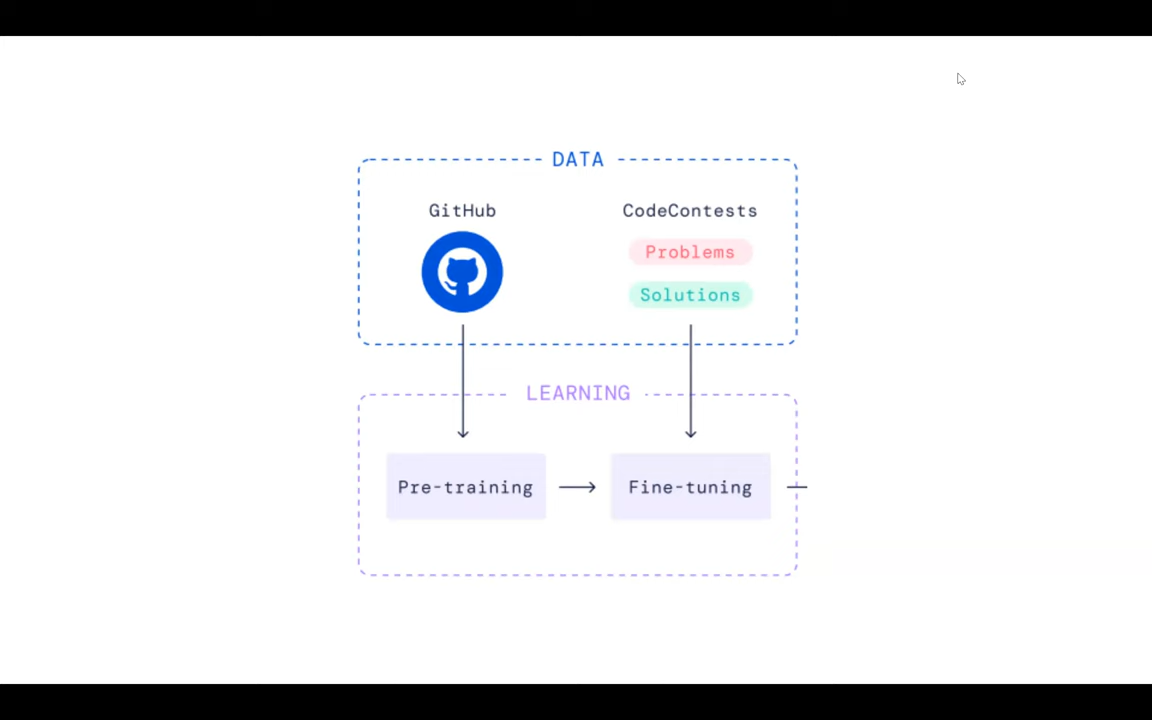 DATA
GitHub
CodeContests
Problems
Solutions
LEARNING
Pre-training
Fine-tuning